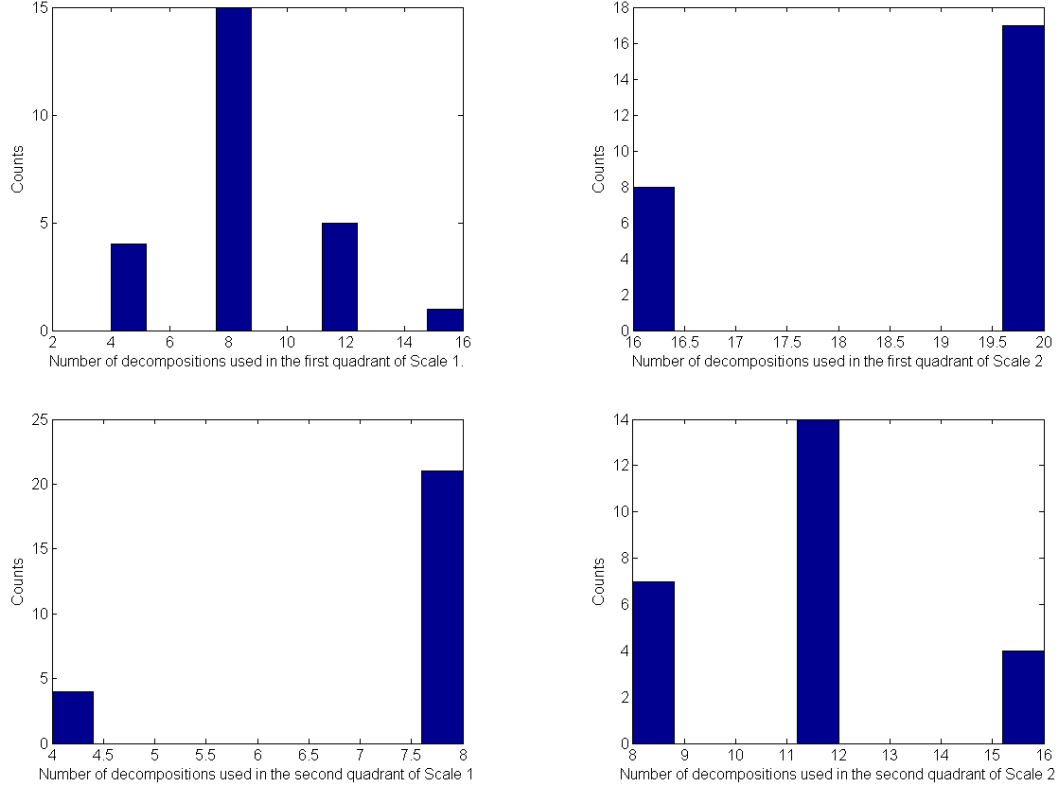 15
10
5
0
Counts
2 4 6 8 10 12 14 16
Number of decompositions used in the first quadrant of Scale 1.
18
16
14
12
10
8
6
4
2
0
Counts
16 16.5 17 17.5 18 18.5 19 19.5 20
Number of decompositions used in the first quadrant of Scale 2
25
20
15
10
5
0
Counts
4 4.5 5 5.5 6 6.5 7 7.5 8
Number of decompositions used in the second quadrant of Scale 1
14
12
10
8
6
4
2
0
Counts
8 9 10 11 12 13 14 15 16
Number of decompositions used in the second quadrant of Scale 2